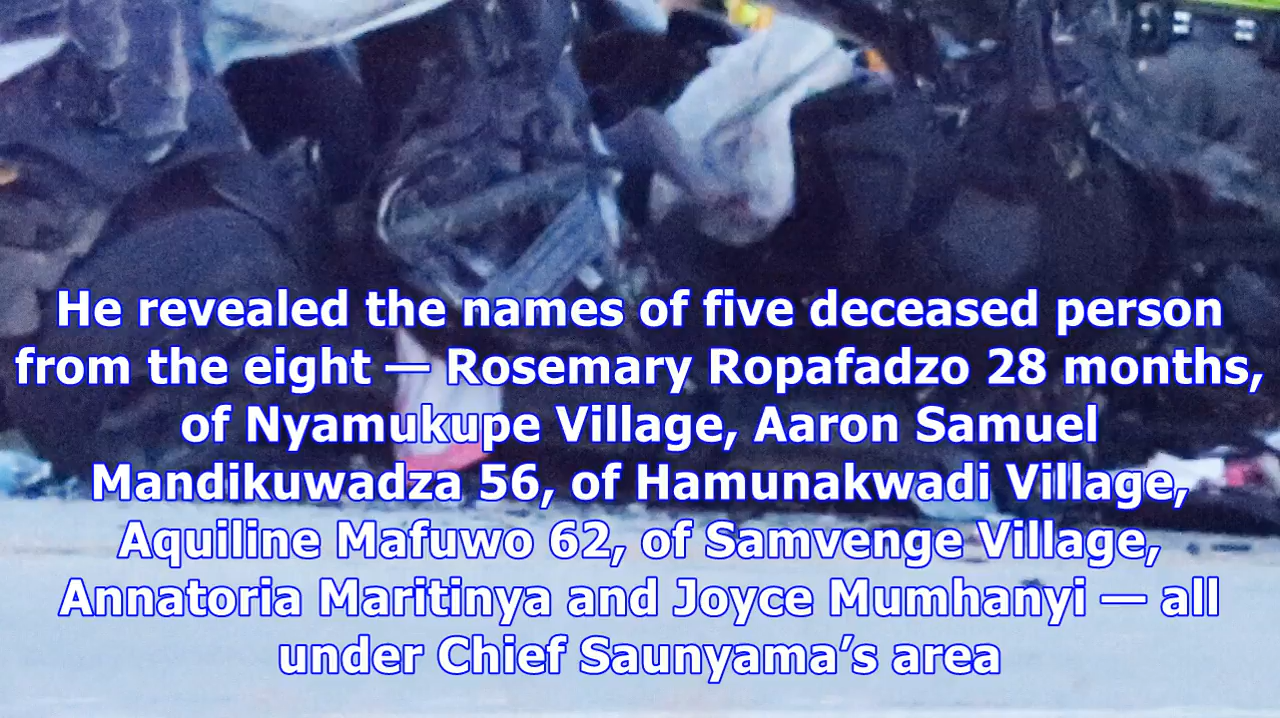 He revealed the names of five deceased person
from the eight — Rosemary Ropafadzo 28 months,
of Nyamukupe Village, Aaron Samuel
Mandikuwadza 56, of Hamunakwadi Village,
Aquiline Mafuwo 62, of Samvenge Village,
Annatoria Maritinya and Joyce Mumhanyi — all
under Chief Saunyama’s area